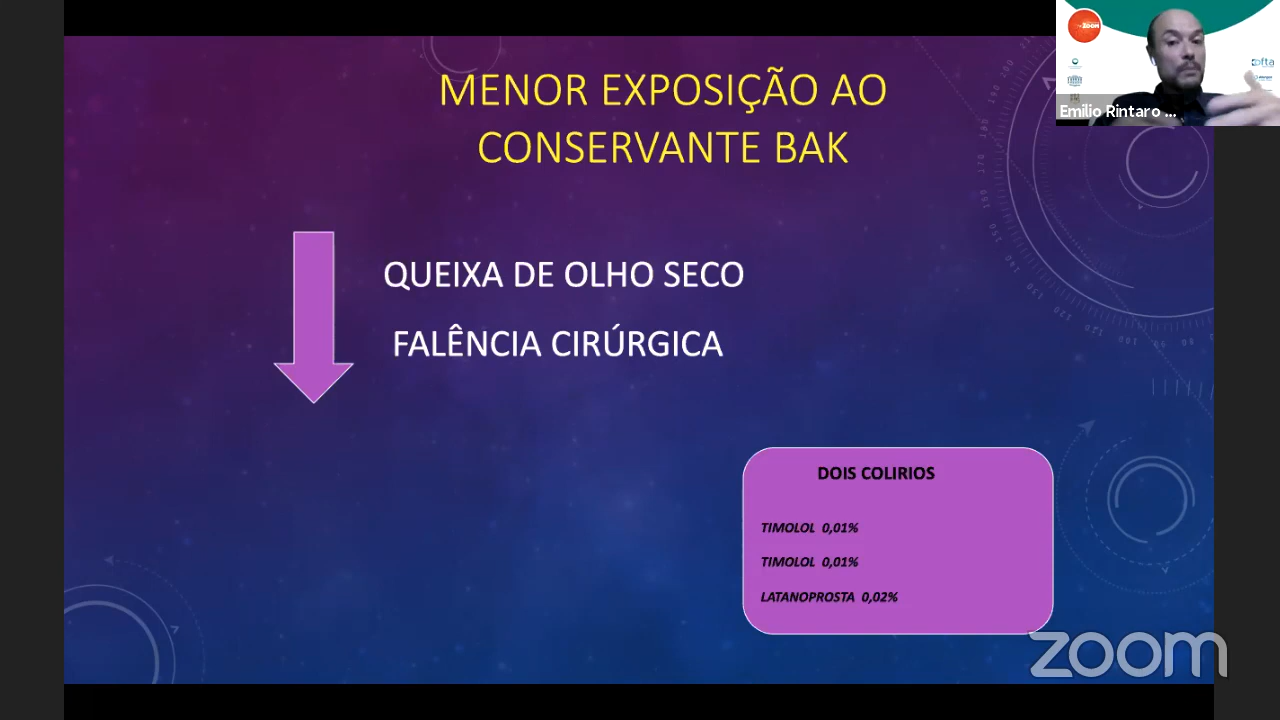 MENOR EXPOSIÇÃO AO
CONSERVANTE BAK
QUEIXA DE OLHO SECO
FALÊNCIA CIRÚRGICA
DOIS COLIRIOS
TIMOLOL 0,01%
TIMOLOL 0,01%
LATANOPROSTA 0,02%
Emilio Rintaro ...
zoom